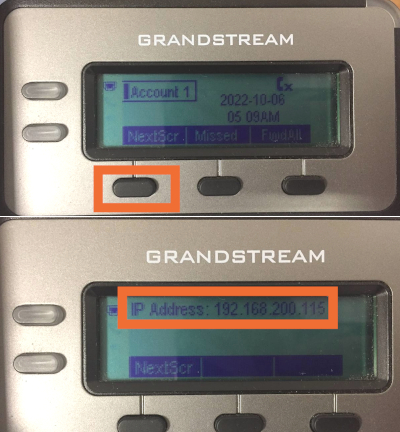 GRANDSTREAM
Account 1
2022-10-06
05 09AM
NextScr. Missed FwdAll
GRANDSTREAM
IP Address: 192.168.200.115
NextScr.